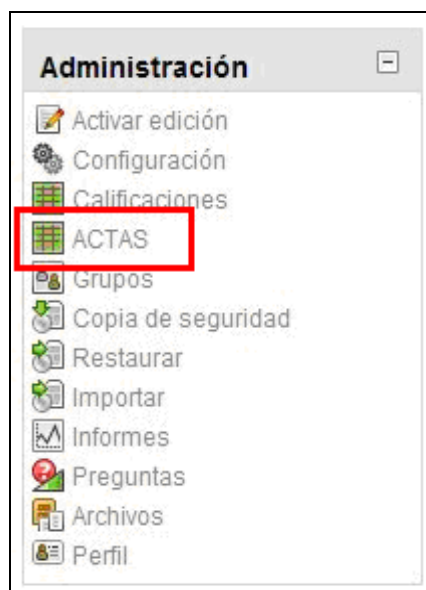 Administración
Activar edición
Configuración
Calificaciones
ACTAS
Grupos
Copia de seguridad
Restaurar
Importar
Informes
Preguntas
Archivos
Perfil